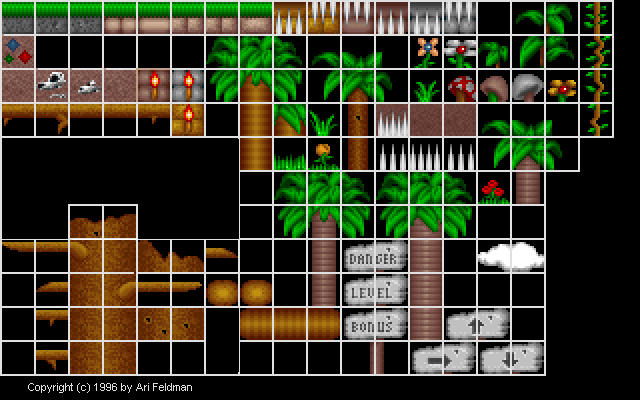 DANGER
LEVEL
BONUS
Copyright (c) 1996 by Ari Feldman